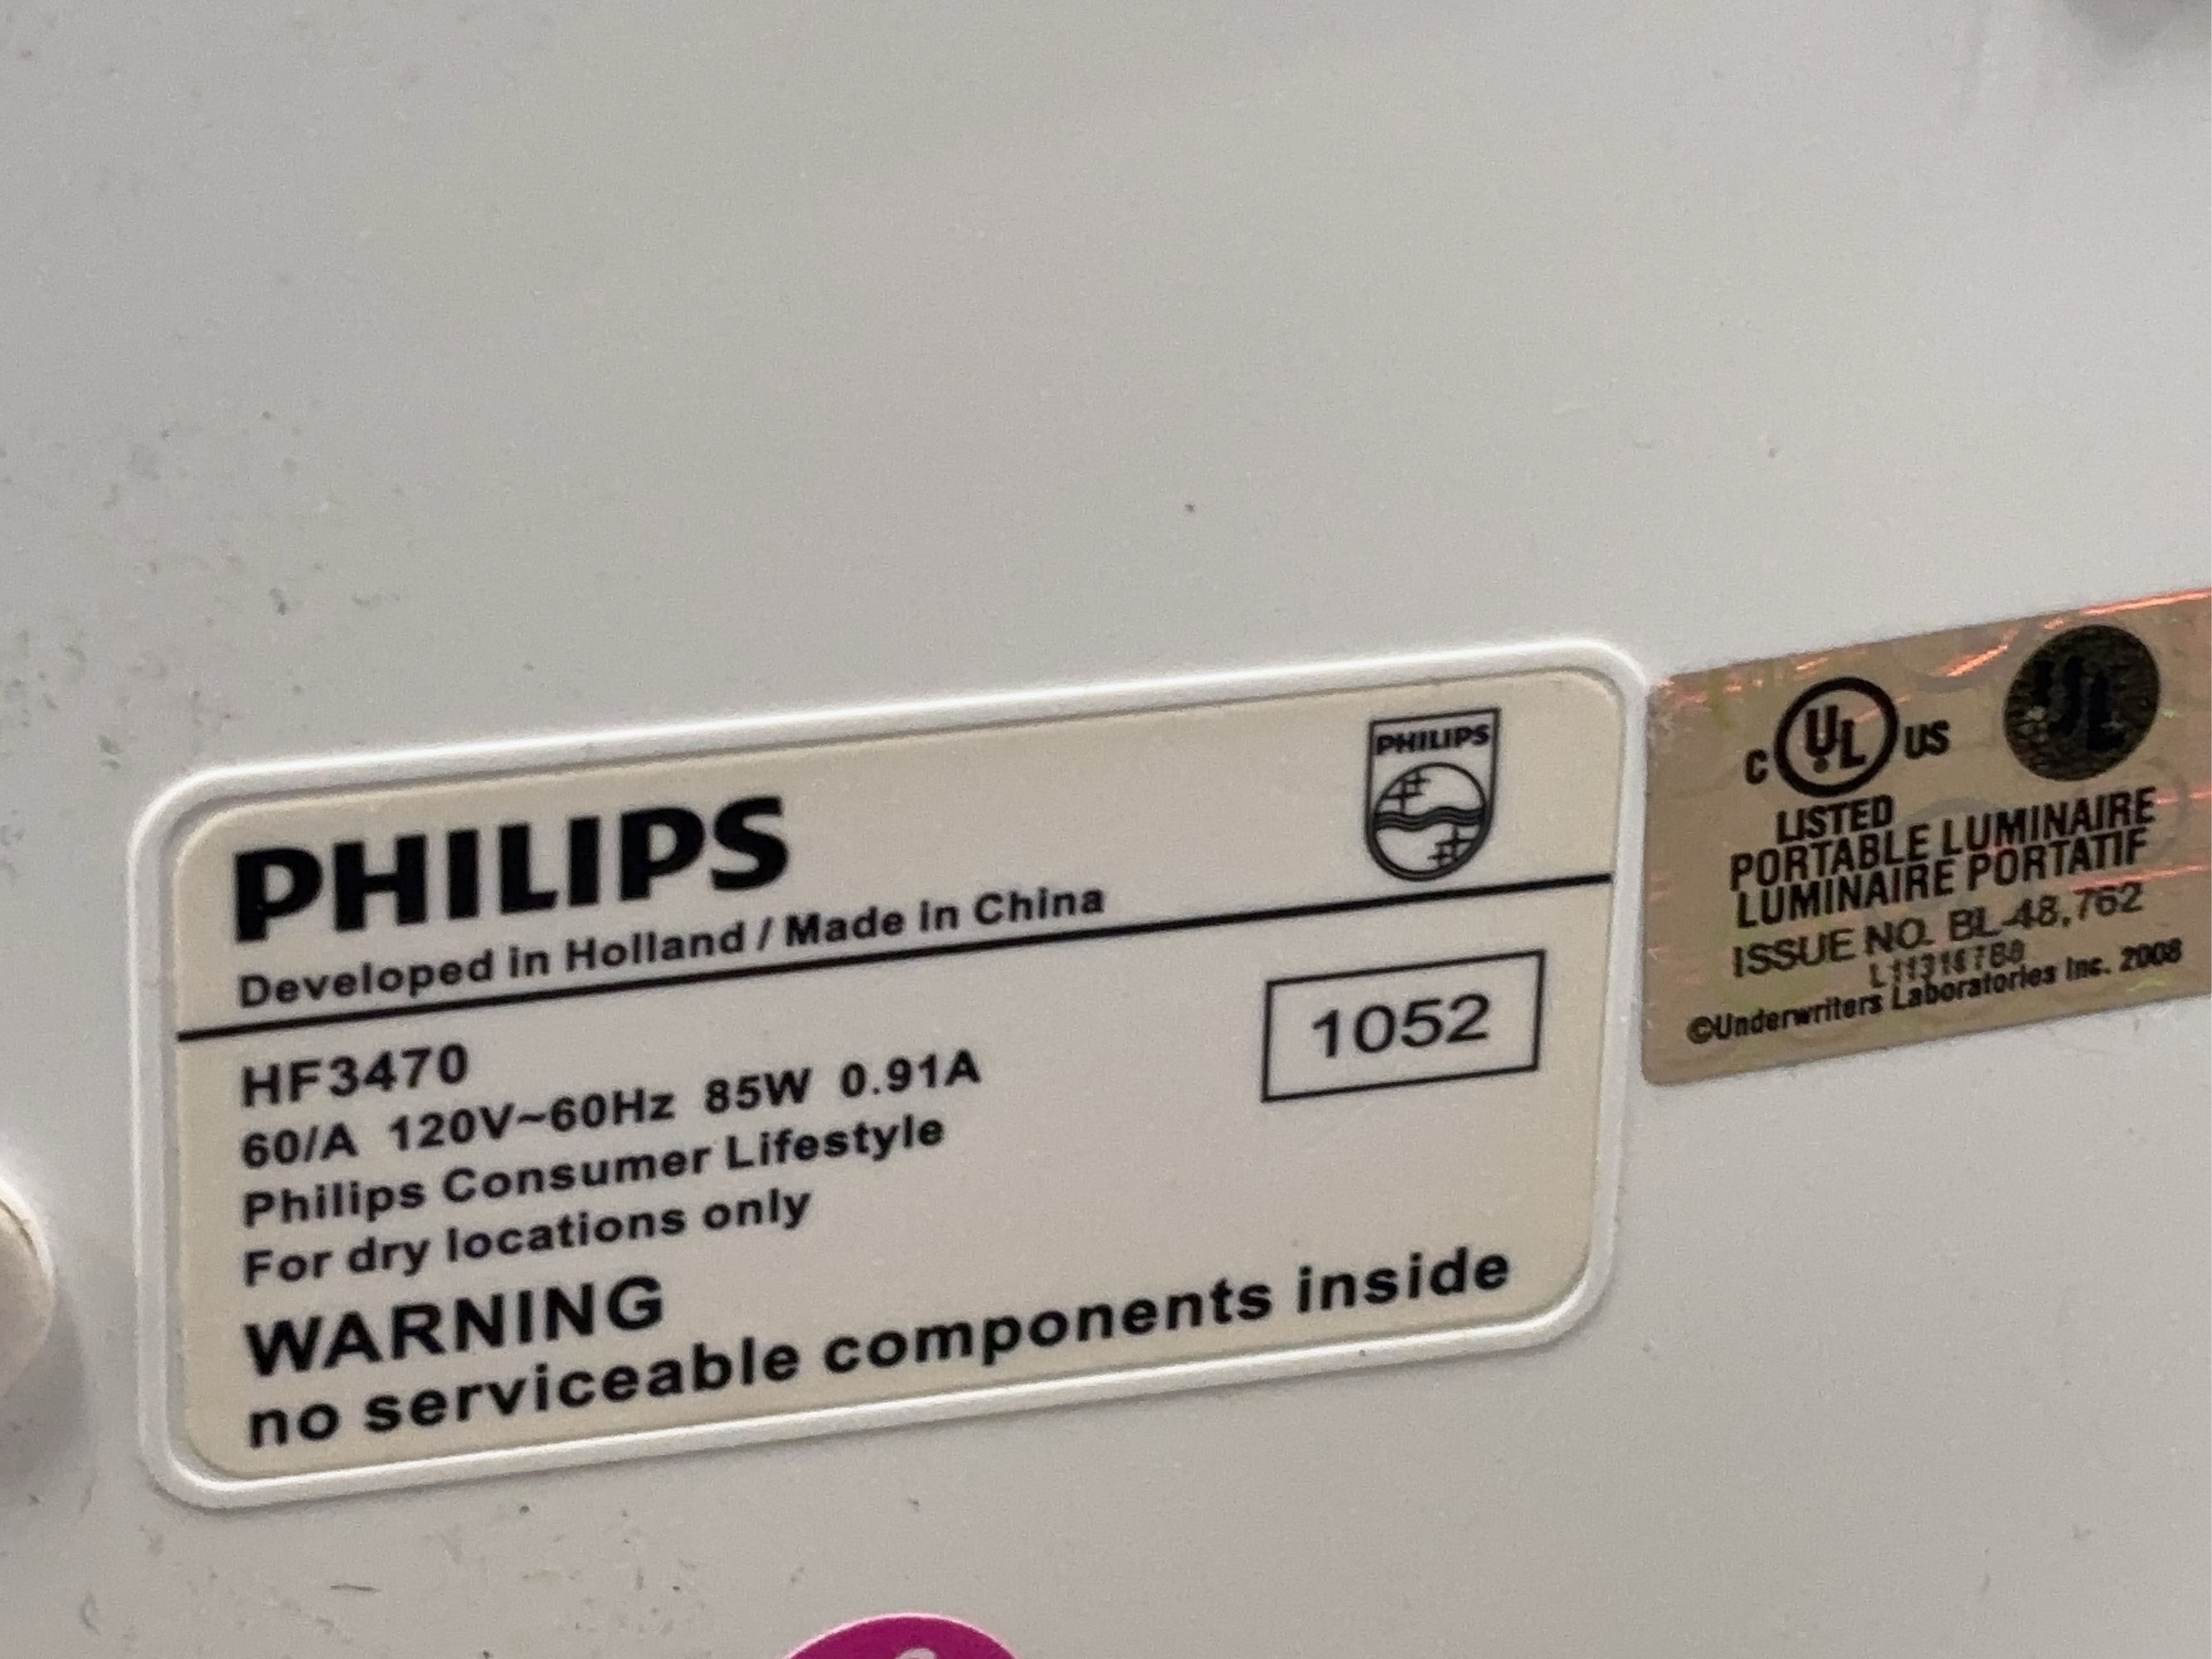 PHILIPS
Developed in Holland / Made in China
PHILIPS
HF3470
60/A 120V~60Hz 85W 0.91A
Philips Consumer Lifestyle
For dry locations only
1052
WARNING
no serviceable components inside
C UL US
UL
LISTED
PORTABLE LUMINAIRE
LUMINAIRE PORTATIF
ISSUE NO. BL-48,762
©Underwriters Laboratories Inc. 2008